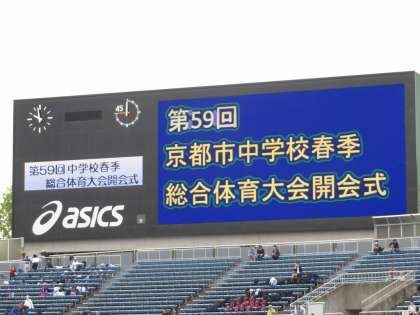 45
第59回
京都市中学校春季
総合体育大会開会式
第59回 中学校春季
総合体育大会開会式
asics